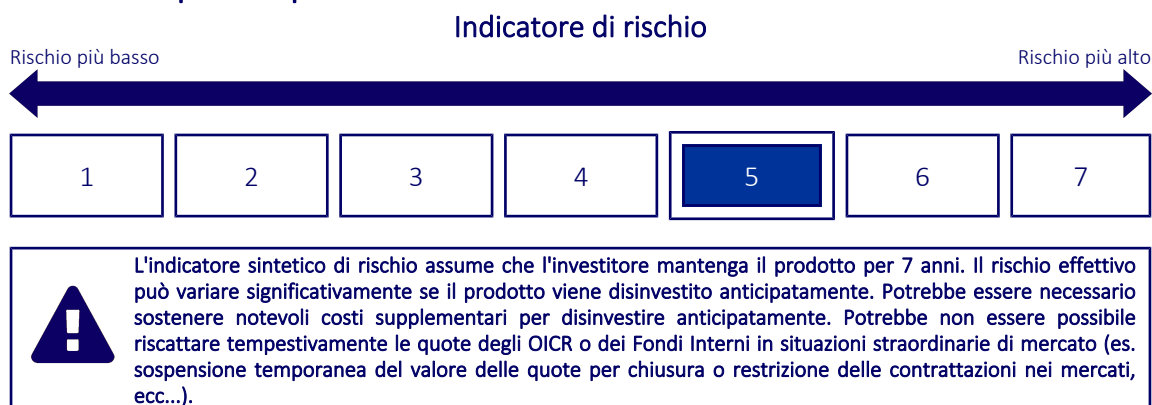 Indicatore di rischio
Rischio più basso
Rischio più alto
1
2
3
4
5
6
7
L'indicatore sintetico di rischio assume che l'investitore mantenga il prodotto per 7 anni. Il rischio effettivo
può variare significativamente se il prodotto viene disinvestito anticipatamente. Potrebbe essere necessario
sostenere notevoli costi supplementari per disinvestire anticipatamente. Potrebbe non essere possibile
riscattare tempestivamente le quote degli OICR o dei Fondi Interni in situazioni straordinarie di mercato (es.
sospensione temporanea del valore delle quote per chiusura o restrizione delle contrattazioni nei mercati,
ecc...).